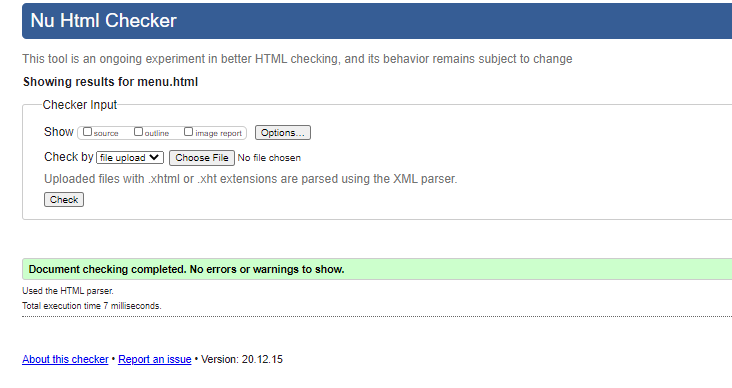 Nu Html Checker
This tool is an ongoing experiment in better HTML checking, and its behavior remains subject to change
Showing results for menu.html
Checker Input
Show source outline image report Options...
Check by file upload Choose File No file chosen
Uploaded files with .xhtml or .xht extensions are parsed using the XML parser.
Check
Document checking completed. No errors or warnings to show.
Used the HTML parser.
Total execution time 7 milliseconds.
About this checker • Report an issue • Version: 20.12.15